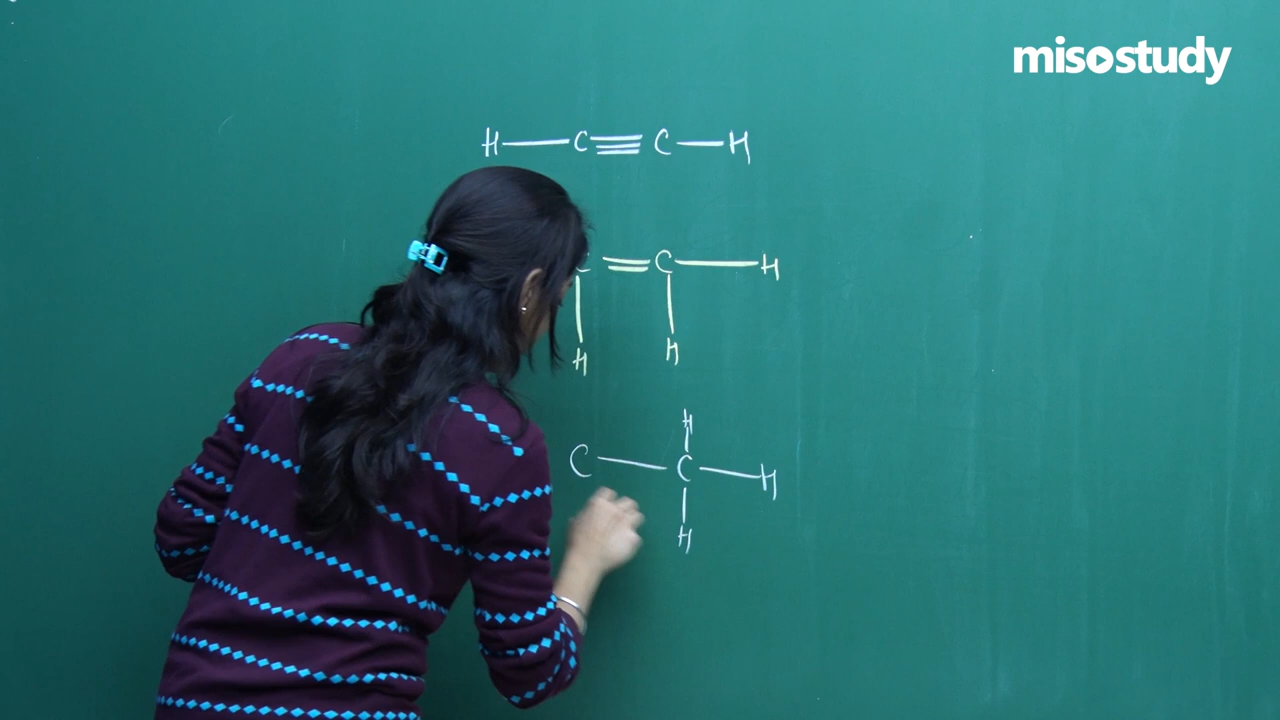 misostudy
H — C ≡ C — H
C = C — H
H H
H
C — C — H
H